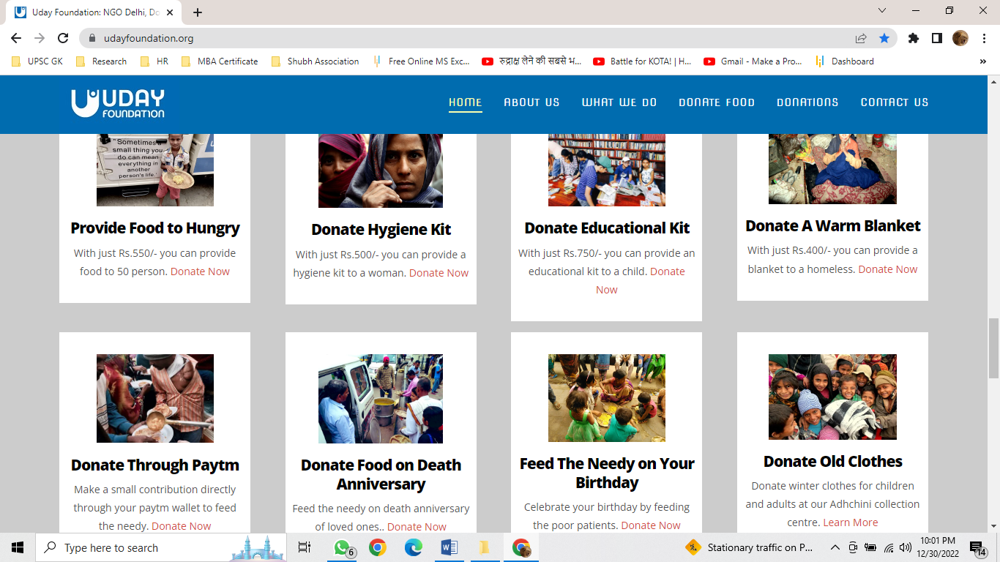 Uday Foundation: NGO Delhi, Do
udayfoundation.org
UPSC GK
Research
HR
MBA Certificate
Shubh Association
Free Online MS Exc...
रुद्राक्ष लेने की सबसे भ...
Battle for KOTA! | H...
Gmail - Make a Pro...
Dashboard
UDAY
FOUNDATION
HOME
ABOUT US
WHAT WE DO
DONATE FOOD
DONATIONS
CONTACT US
"Sometimes a
small thing you
do can mean
everything in
another
person's life."
Provide Food to Hungry
With just Rs.550/- you can provide
food to 50 person. Donate Now
Donate Hygiene Kit
With just Rs.500/- you can provide a
hygiene kit to a woman. Donate Now
Donate Educational Kit
With just Rs.750/- you can provide an
educational kit to a child. Donate
Now
Donate A Warm Blanket
With just Rs.400/- you can provide a
blanket to a homeless. Donate Now
Donate Through Paytm
Make a small contribution directly
through your paytm wallet to feed
the needy. Donate Now
Donate Food on Death
Anniversary
Feed the needy on death anniversary
of loved ones.. Donate Now
Feed The Needy on Your
Birthday
Celebrate your birthday by feeding
the poor patients. Donate Now
Donate Old Clothes
Donate winter clothes for children
and adults at our Adhchini collection
centre. Learn More
Type here to search
6
Stationary traffic on P...
10:01 PM
12/30/2022
14